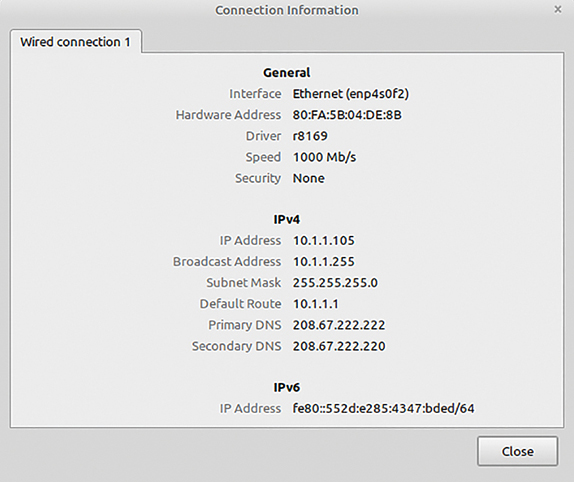 Connection Information
x
Wired connection 1
General
Interface Ethernet (enp4s0f2)
Hardware Address 80:FA:5B:04:DE:8B
Driver r8169
Speed 1000 Mb/s
Security None
IPv4
IP Address 10.1.1.105
Broadcast Address 10.1.1.255
Subnet Mask 255.255.255.0
Default Route 10.1.1.1
Primary DNS 208.67.222.222
Secondary DNS 208.67.222.220
IPv6
IP Address fe80::552d:e285:4347:bded/64
Close